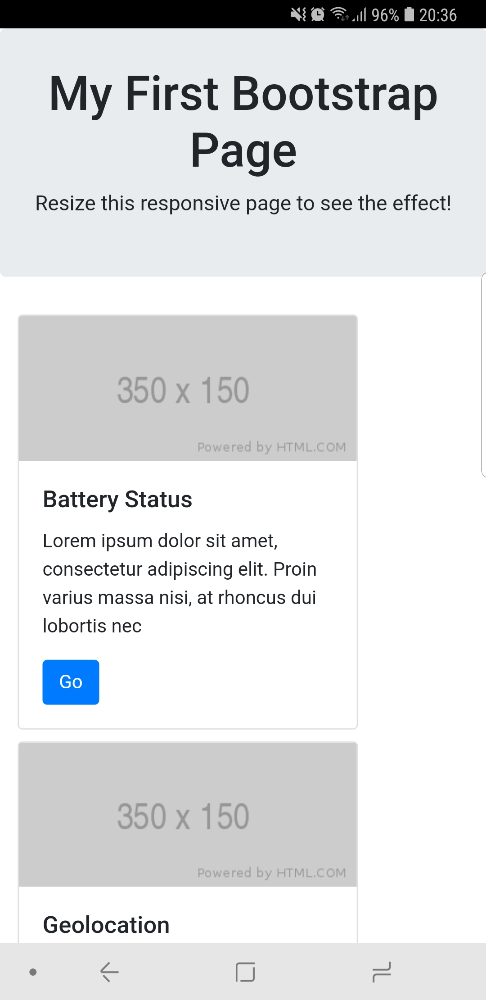 96% 20:36
My First Bootstrap
Page
Resize this responsive page to see the effect!
350 x 150
Powered by HTML.COM
Battery Status
Lorem ipsum dolor sit amet,
consectetur adipiscing elit. Proin
varius massa nisi, at rhoncus dui
lobortis nec
Go
350 x 150
Powered by HTML.COM
Geolocation